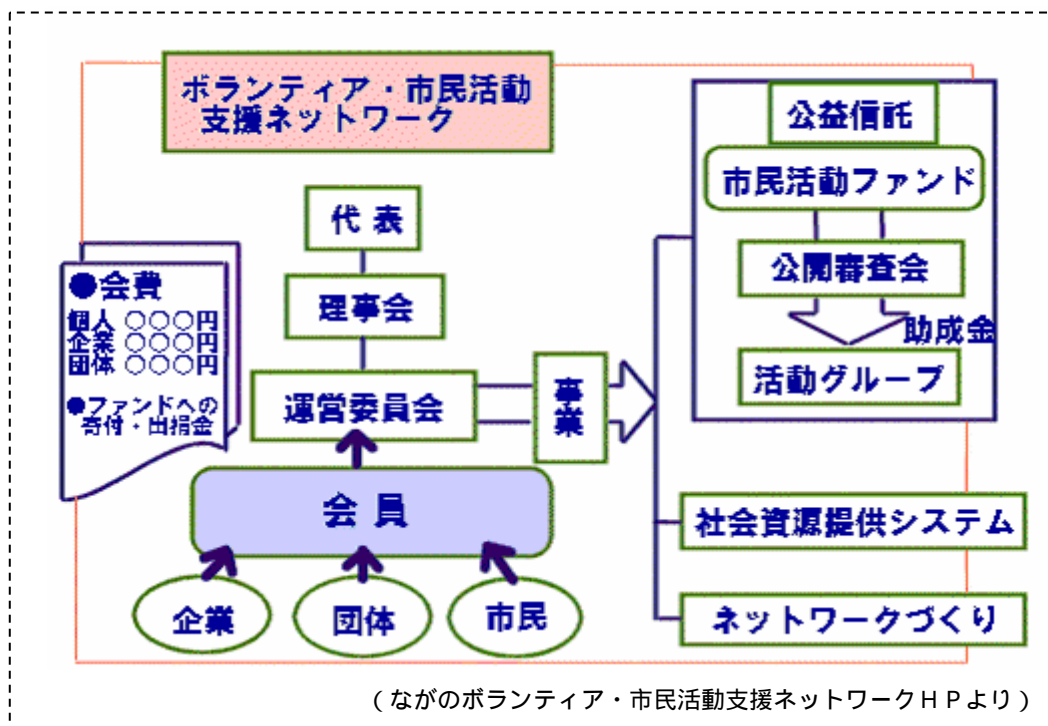 ボランティア・市民活動
支援ネットワーク
代表
理事会
運営委員会
会員
企業
団体
市民
●会費
個人 ○○○円
企業 ○○○円
団体 ○○○円
●ファンドへの
寄付・出捐金
事業
公益信託
市民活動ファンド
公開審査会
助成金
活動グループ
社会資源提供システム
ネットワークづくり
(ながのボランティア・市民活動支援ネットワークHPより)